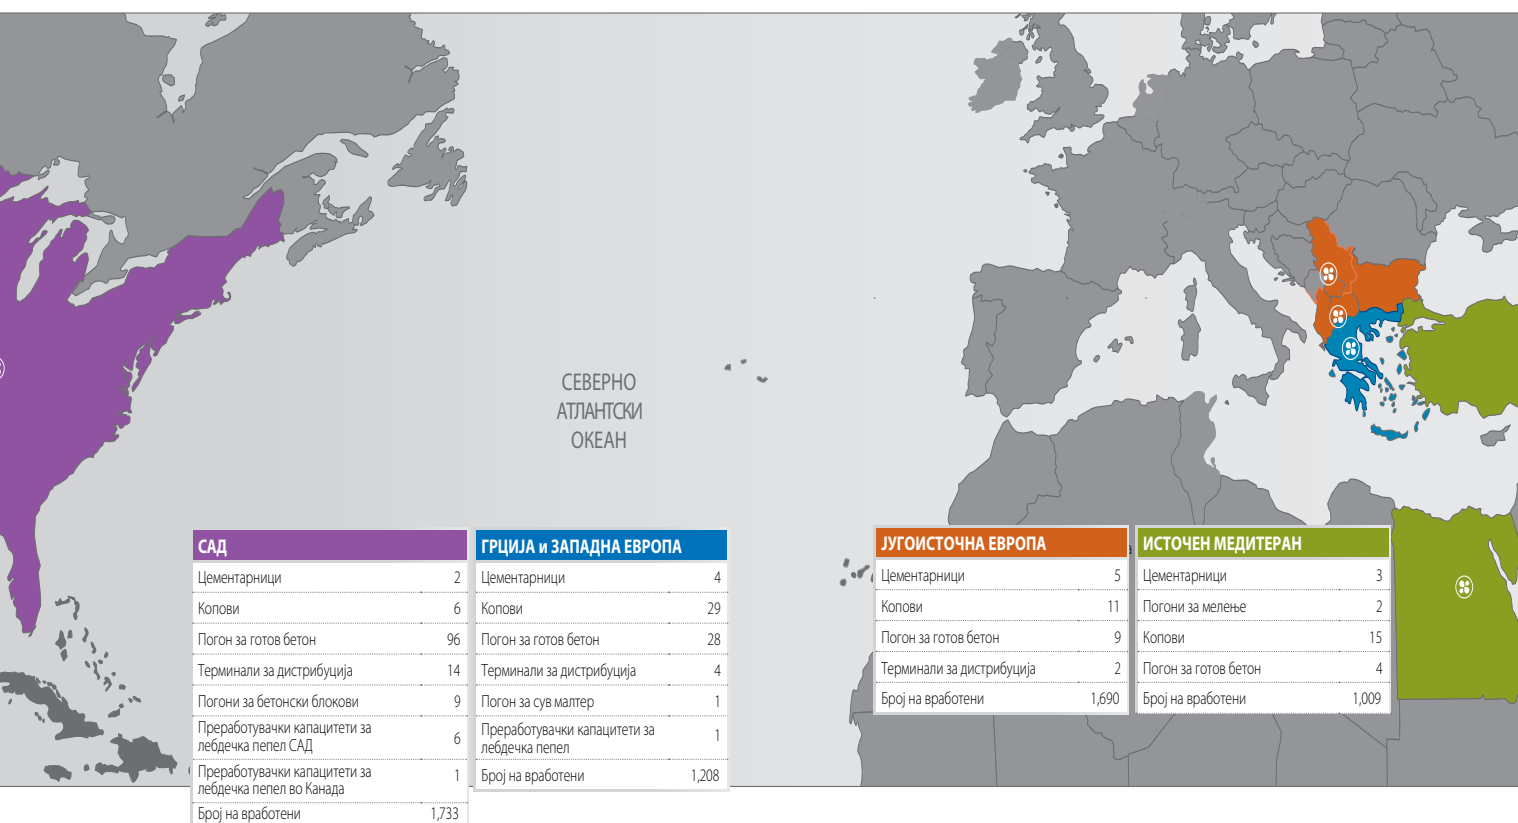 СЕВЕРНО
АТЛАНТСКИ
ОКЕАН
САД
Цементарници 2
Копови 6
Погон за готов бетон 96
Терминали за дистрибуција 14
Погони за бетонски блокови 9
Преработувачки капацитети за
лебдечка пепел САД 6
Преработувачки капацитети за
лебдечка пепел во Канада 1
Број на вработени 1,733
ГРЦИЈА и ЗАПАДНА ЕВРОПА
Цементарници 4
Копови 29
Погон за готов бетон 28
Терминали за дистрибуција 4
Погон за сув малтер 1
Преработувачки капацитети за
лебдечка пепел 1
Број на вработени 1,208
ЈУГОИСТОЧНА ЕВРОПА
Цементарници 5
Копови 11
Погон за готов бетон 9
Терминали за дистрибуција 2
Број на вработени 1,690
ИСТОЧЕН МЕДИТЕРАН
Цементарници 3
Погони за мелење 2
Копови 15
Погон за готов бетон 4
Број на вработени 1,009